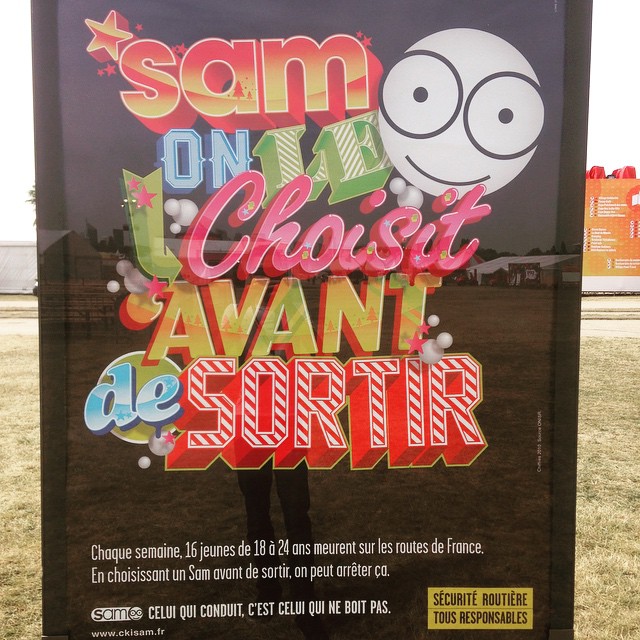 sam
ON LE
Choisit
AVANT
de SORTIR
Chaque semaine, 16 jeunes de 18 à 24 ans meurent sur les routes de France.
En choisissant un Sam avant de sortir, on peut arrêter ça.
sam CELUI QUI CONDUIT, C'EST CELUI QUI NE BOIT PAS.
www.ckisam.fr
SÉCURITÉ ROUTIÈRE
TOUS RESPONSABLES